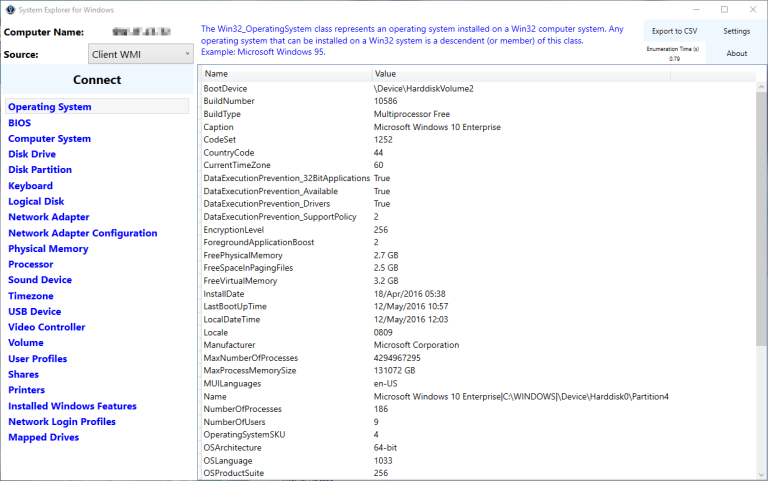 System Explorer for Windows
Computer Name:
Source: Client WMI
Connect
The Win32_OperatingSystem class represents an operating system installed on a Win32 computer system. Any
operating system that can be installed on a Win32 system is a descendent (or member) of this class.
Example: Microsoft Windows 95.
Export to CSV Settings
Enumeration Time (s)
0.79
About
Operating System
BIOS
Computer System
Disk Drive
Disk Partition
Keyboard
Logical Disk
Network Adapter
Network Adapter Configuration
Physical Memory
Processor
Sound Device
Timezone
USB Device
Video Controller
Volume
User Profiles
Shares
Printers
Installed Windows Features
Network Login Profiles
Mapped Drives
Name Value
BootDevice \Device\HarddiskVolume2
BuildNumber 10586
BuildType Multiprocessor Free
Caption Microsoft Windows 10 Enterprise
CodeSet 1252
CountryCode 44
CurrentTimeZone 60
DataExecutionPrevention_32BitApplications True
DataExecutionPrevention_Available True
DataExecutionPrevention_Drivers True
DataExecutionPrevention_SupportPolicy 2
EncryptionLevel 256
ForegroundApplicationBoost 2
FreePhysicalMemory 2.7 GB
FreeSpaceInPagingFiles 2.5 GB
FreeVirtualMemory 3.2 GB
InstallDate 18/Apr/2016 05:38
LastBootUpTime 12/May/2016 10:57
LocalDateTime 12/May/2016 12:03
Locale 0809
Manufacturer Microsoft Corporation
MaxNumberOfProcesses 4294967295
MaxProcessMemorySize 131072 GB
MUILanguages en-US
Name Microsoft Windows 10 Enterprise|C:\WINDOWS|\Device\Harddisk0\Partition4
NumberOfProcesses 186
NumberOfUsers 9
OperatingSystemSKU 4
OSArchitecture 64-bit
OSLanguage 1033
OSProductSuite 256